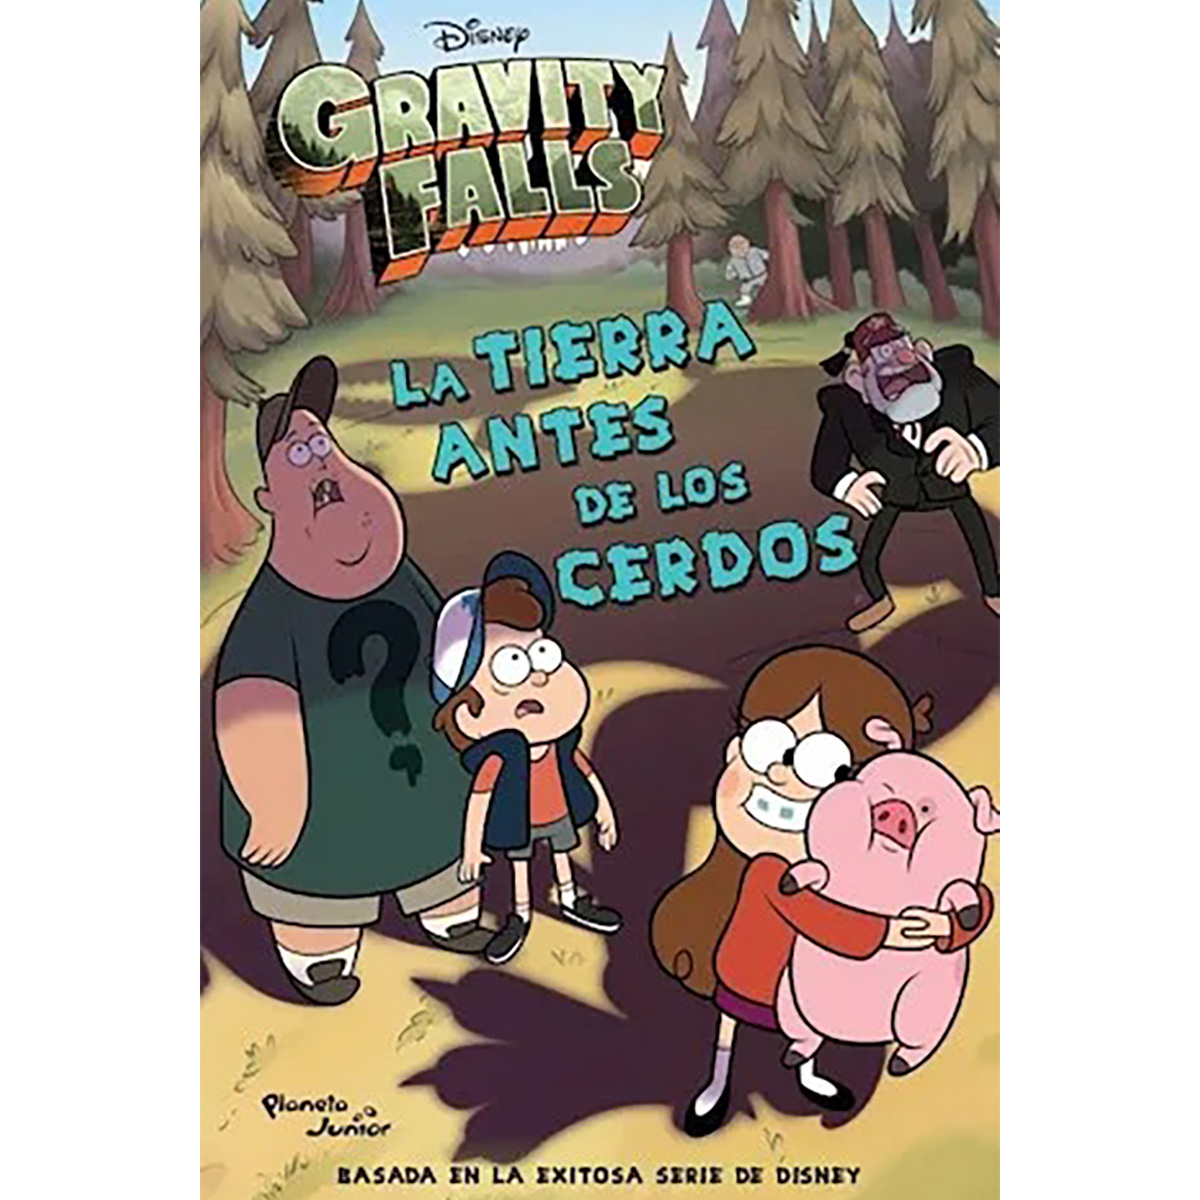 Disney
GRAVITY
FALLS
LA TIERRA
ANTES
DE LOS
CERDOS
?
Planeta
Junior
BASADA EN LA EXITOSA SERIE DE DISNEY